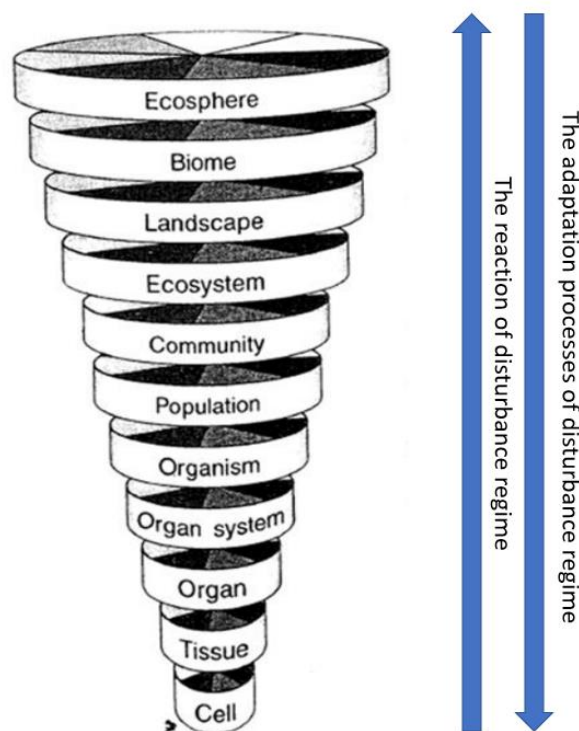 Ecosphere
Biome
Landscape
Ecosystem
Community
Population
Organism
Organ system
Organ
Tissue
Cell
The reaction of disturbance regime
The adaptation processes of disturbance regime